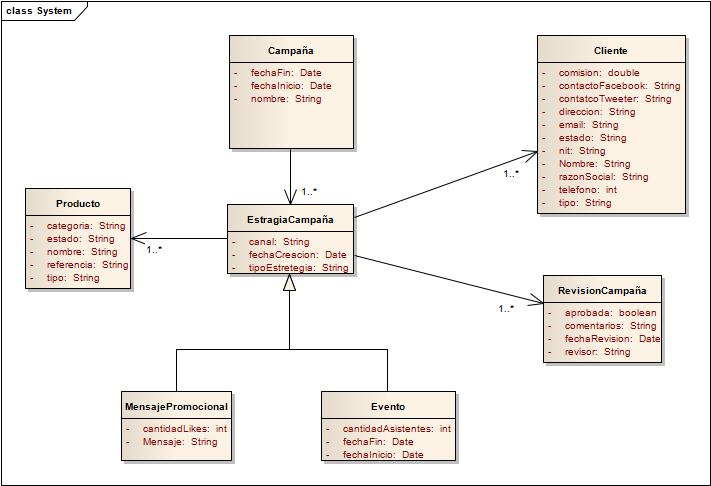 class System
Campaña
- fechaFin: Date
- fechaInicio: Date
- nombre: String
Cliente
- comision: double
- contactoFacebook: String
- contatcoTweeter: String
- direccion: String
- email: String
- estado: String
- nit: String
- Nombre: String
- razonSocial: String
- telefono: int
- tipo: String
1..*
1..*
Producto
- categoria: String
- estado: String
- nombre: String
- referencia: String
- tipo: String
1..*
EstragiaCampaña
- canal: String
- fechaCreacion: Date
- tipoEstretegia: String
1..*
RevisionCampaña
- aprobada: boolean
- comentarios: String
- fechaRevision: Date
- revisor: String
MensajePromocional
- cantidadLikes: int
- Mensaje: String
Evento
- cantidadAsistentes: int
- fechaFin: Date
- fechaInicio: Date